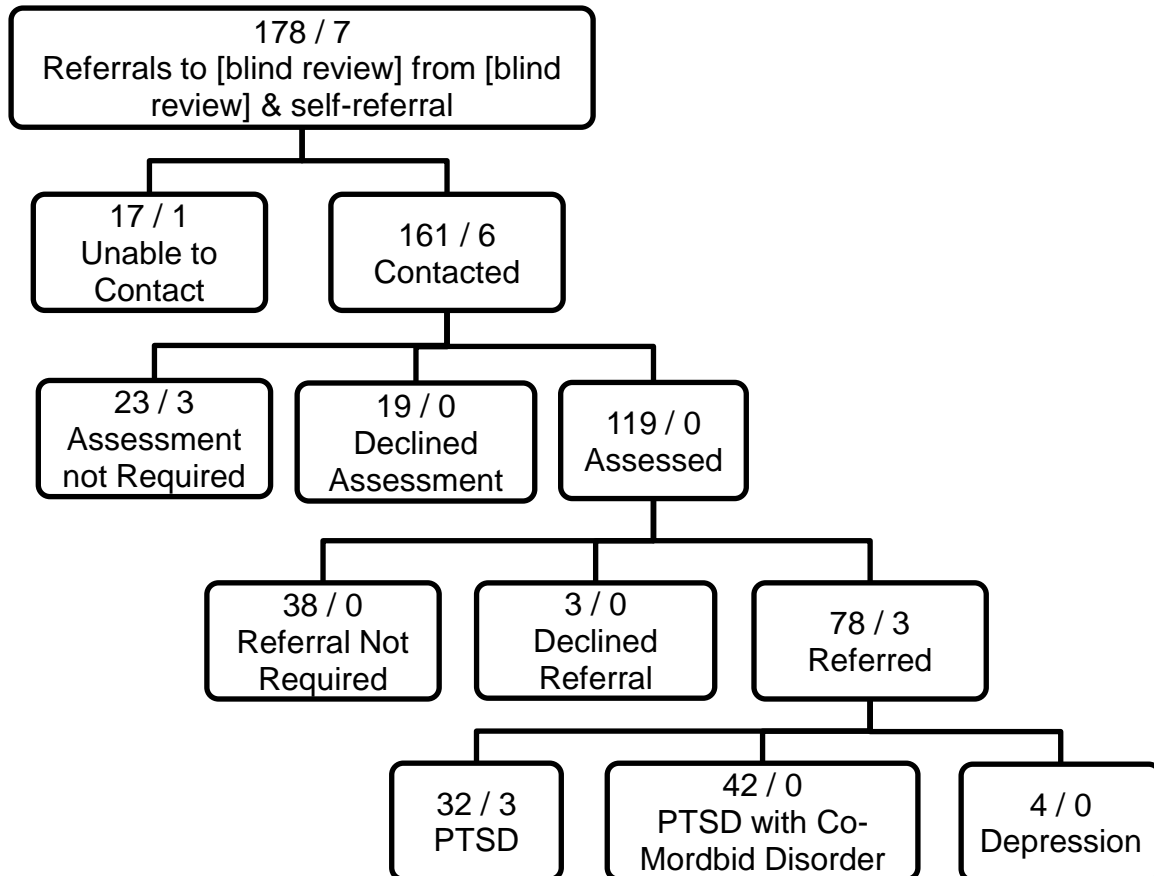 178 / 7
Referrals to [blind review] from [blind
review] & self-referral
17 / 1
Unable to
Contact
161 / 6
Contacted
23 / 3
Assessment
not Required
19 / 0
Declined
Assessment
119 / 0
Assessed
38 / 0
Referral Not
Required
3 / 0
Declined
Referral
78 / 3
Referred
32 / 3
PTSD
42 / 0
PTSD with Co-
Mordbid Disorder
4 / 0
Depression